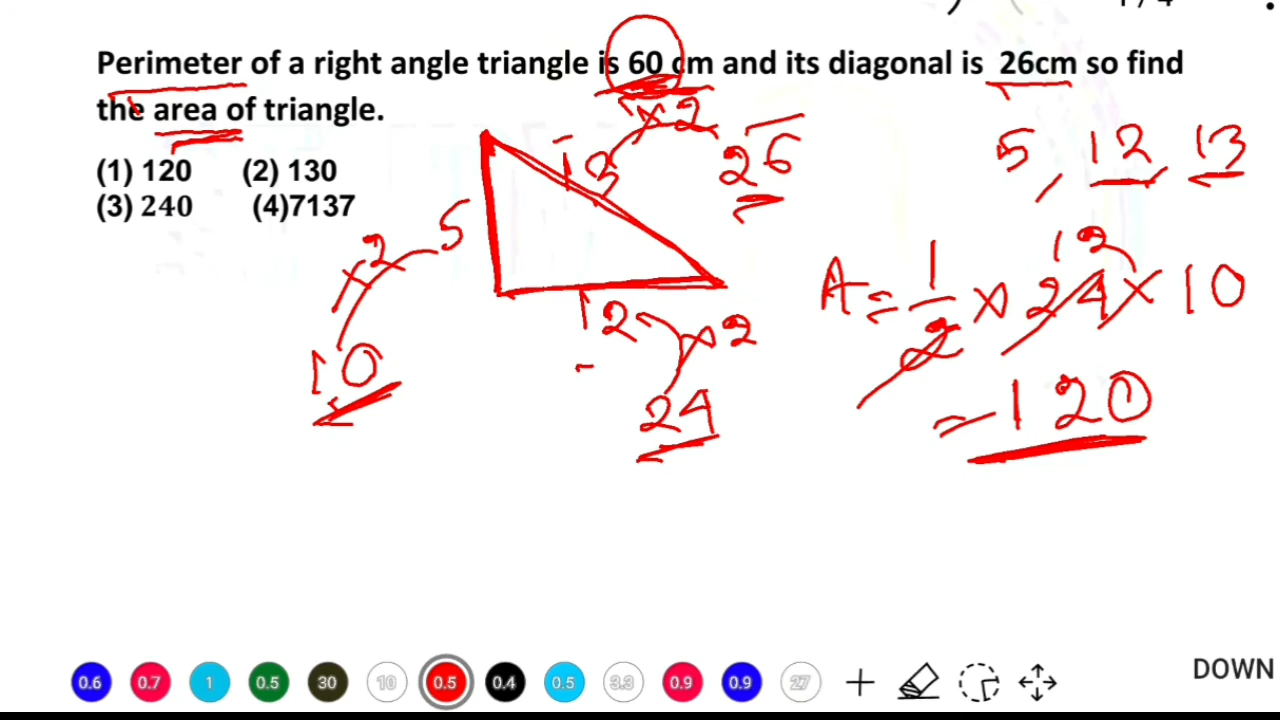 Perimeter of a right angle triangle is 60 cm and its diagonal is 26cm so find
the area of triangle.
(1) 120 (2) 130
(3) 240 (4)7137
×2
26
13
5
×2
10
12
×2
24
5, 12, 13
12
A = 1/2 × 24 × 10
= 120
0.6 0.7 1 0.5 30 10 0.5 0.4 0.5 3.3 0.9 0.9 27
DOWN